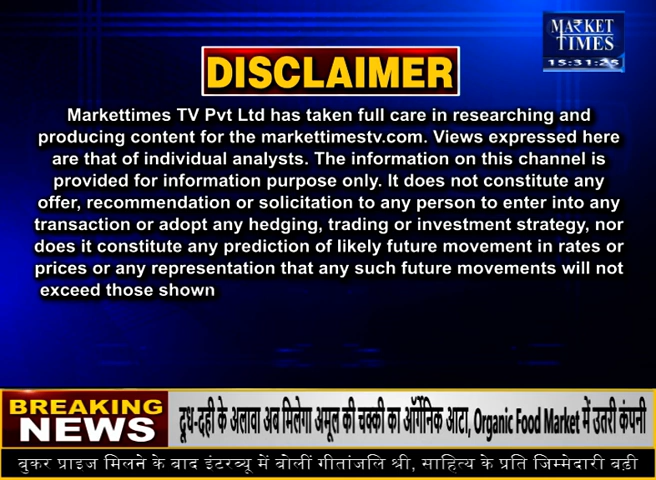 MARKET
TIMES
15:31:25
DISCLAIMER
Markettimes TV Pvt Ltd has taken full care in researching and
producing content for the markettimestv.com. Views expressed here
are that of individual analysts. The information on this channel is
provided for information purpose only. It does not constitute any
offer, recommendation or solicitation to any person to enter into any
transaction or adopt any hedging, trading or investment strategy, nor
does it constitute any prediction of likely future movement in rates or
prices or any representation that any such future movements will not
exceed those shown
BREAKING
NEWS
दूध-दही के अलावा अब मिलेगा अमूल की चक्की का ऑर्गेनिक आटा, Organic Food Market में उतरी कंपनी
बुकर प्राइज मिलने के बाद इंटरव्यू में बोलीं गीतांजलि श्री, साहित्य के प्रति जिम्मेदारी बढ़ी